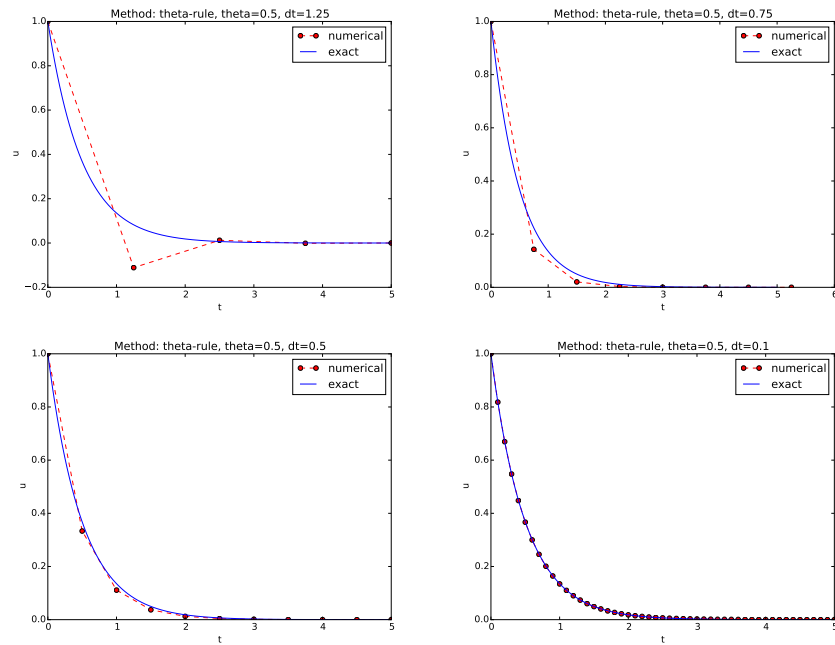 Method: theta-rule, theta=0.5, dt=1.25
1.0
0.8
0.6
0.4
0.2
0.0
−0.2
u
0
1
2
3
4
5
t
numerical
exact
Method: theta-rule, theta=0.5, dt=0.75
1.0
0.8
0.6
0.4
0.2
0.0
u
0
1
2
3
4
5
6
t
numerical
exact
Method: theta-rule, theta=0.5, dt=0.5
1.0
0.8
0.6
0.4
0.2
0.0
u
0
1
2
3
4
5
t
numerical
exact
Method: theta-rule, theta=0.5, dt=0.1
1.0
0.8
0.6
0.4
0.2
0.0
u
0
1
2
3
4
5
t
numerical
exact